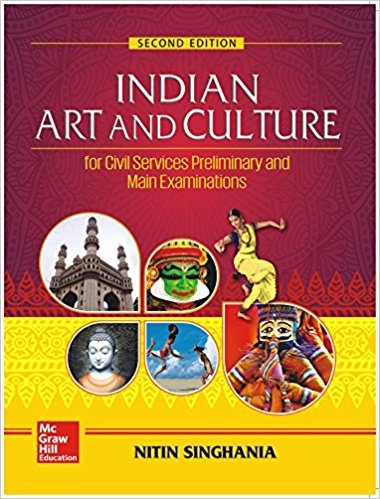 SECOND EDITION
INDIAN
ART AND CULTURE
for Civil Services Preliminary and
Main Examinations
Mc
Graw
Hill
Education
NITIN SINGHANIA